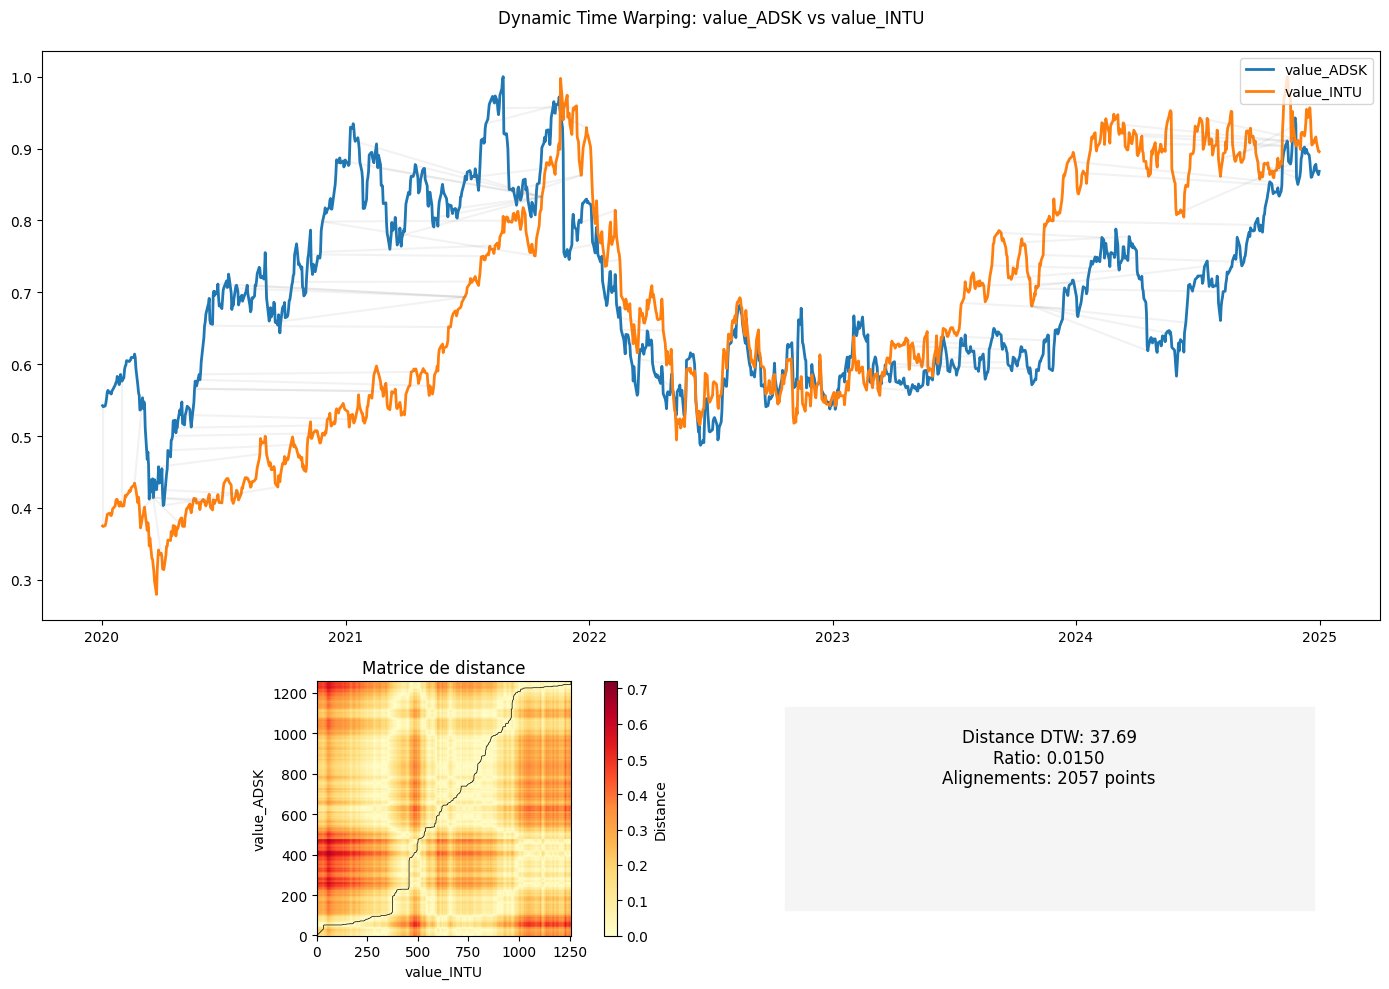 Dynamic Time Warping: value_ADSK vs value_INTU
value_ADSK
value_INTU
1.0
0.9
0.8
0.7
0.6
0.5
0.4
0.3
2020 2021 2022 2023 2024 2025
Matrice de distance
1200
1000
800
600
400
200
0
value_ADSK
0 250 500 750 1000 1250
value_INTU
0.7
0.6
0.5
0.4
0.3
0.2
0.1
0.0
Distance
Distance DTW: 37.69
Ratio: 0.0150
Alignements: 2057 points